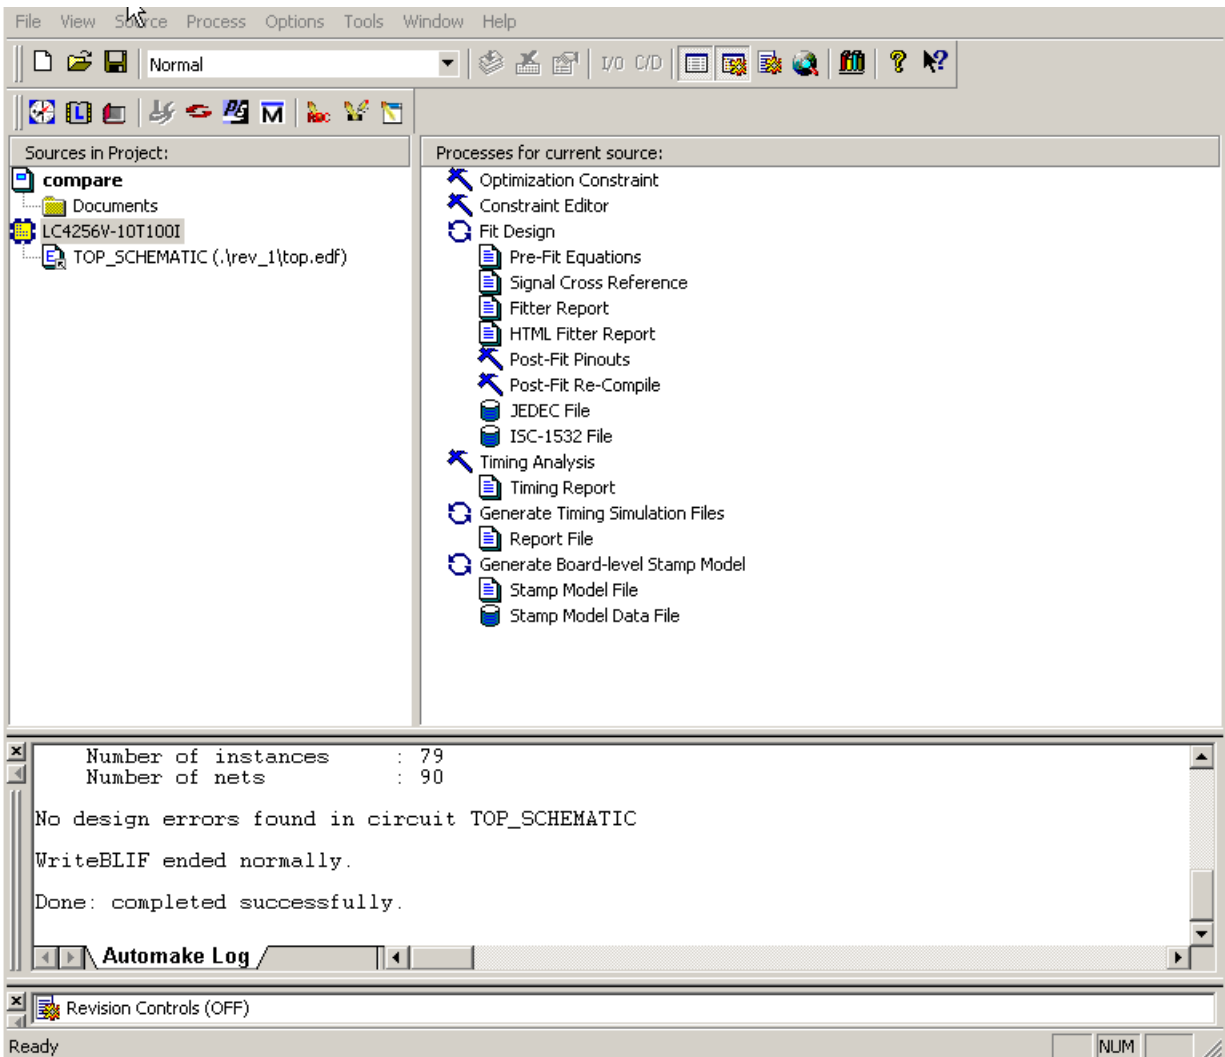 File View Source Process Options Tools Window Help
Normal I/O C/D
Sources in Project:
compare
Documents
LC4256V-10T100I
TOP_SCHEMATIC (.\rev_1\top.edf)
Processes for current source:
Optimization Constraint
Constraint Editor
Fit Design
Pre-Fit Equations
Signal Cross Reference
Fitter Report
HTML Fitter Report
Post-Fit Pinouts
Post-Fit Re-Compile
JEDEC File
ISC-1532 File
Timing Analysis
Timing Report
Generate Timing Simulation Files
Report File
Generate Board-level Stamp Model
Stamp Model File
Stamp Model Data File
Number of instances : 79
Number of nets : 90
No design errors found in circuit TOP_SCHEMATIC
WriteBLIF ended normally.
Done: completed successfully.
Automake Log
Revision Controls (OFF)
Ready NUM